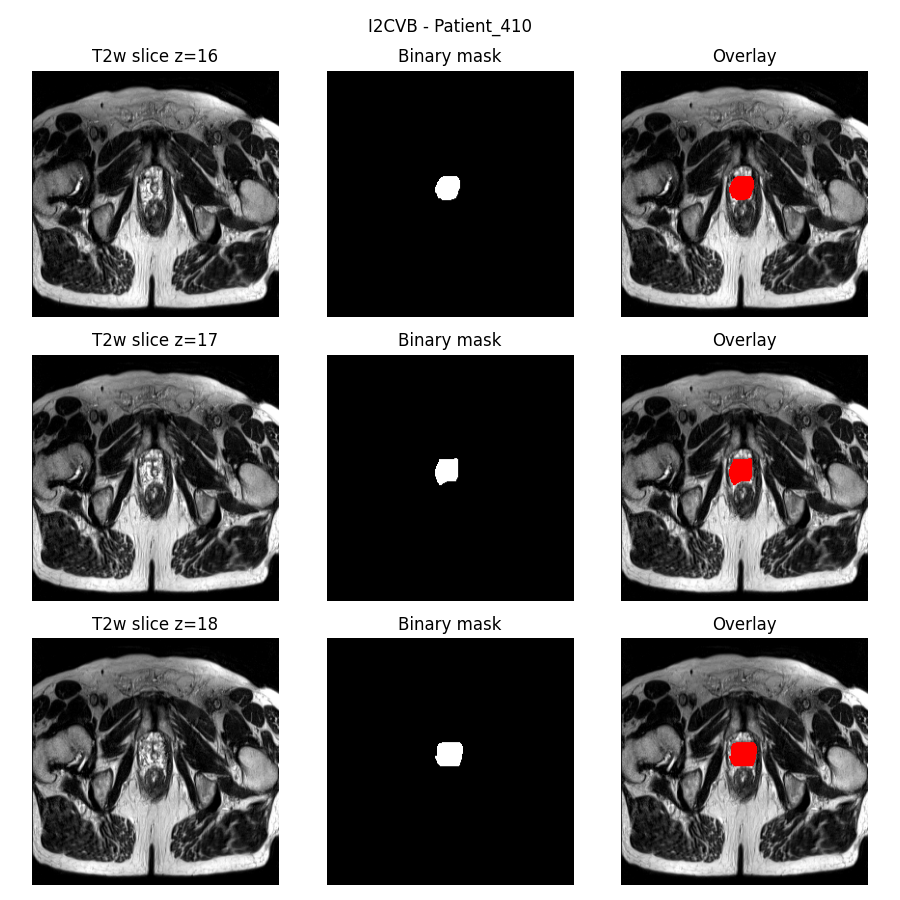 I2CVB - Patient_410
T2w slice z=16
Binary mask
Overlay
T2w slice z=17
Binary mask
Overlay
T2w slice z=18
Binary mask
Overlay